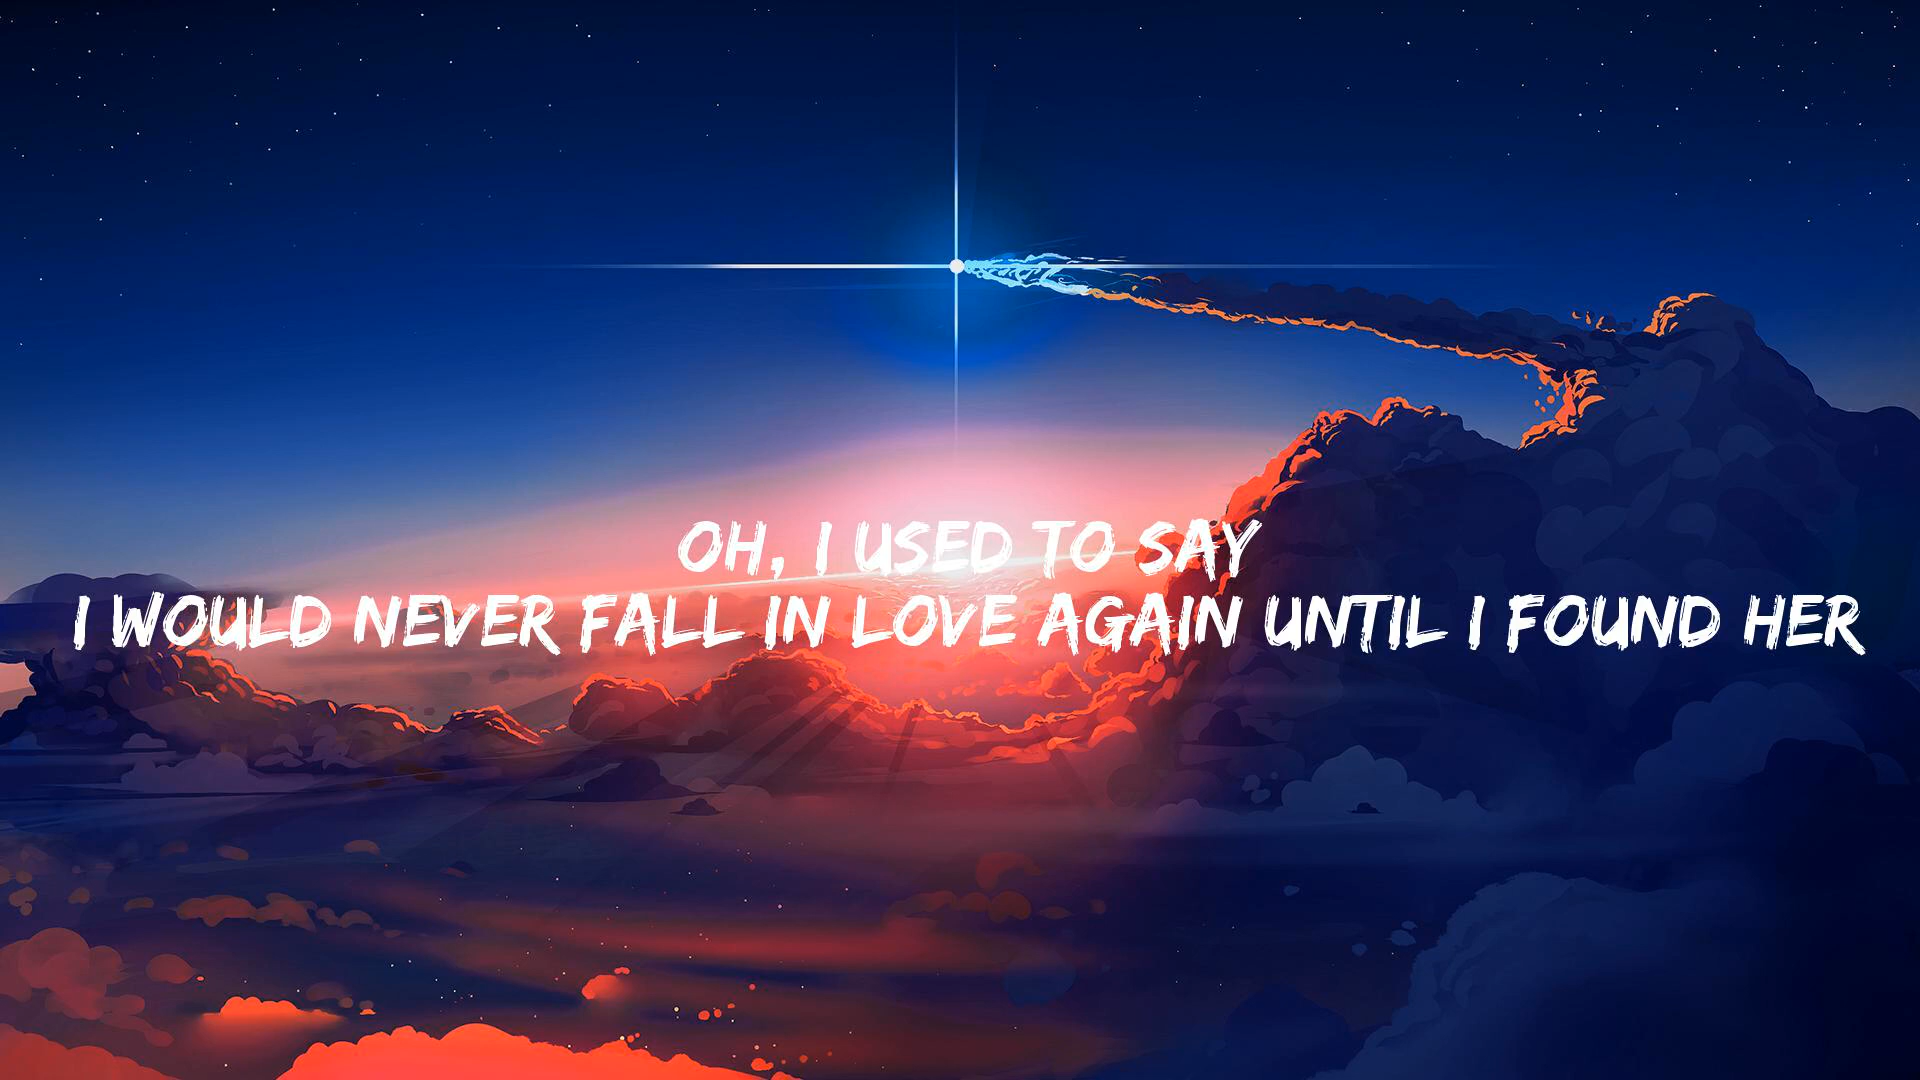 OH, I USED TO SAY
I WOULD NEVER FALL IN LOVE AGAIN UNTIL I FOUND HER